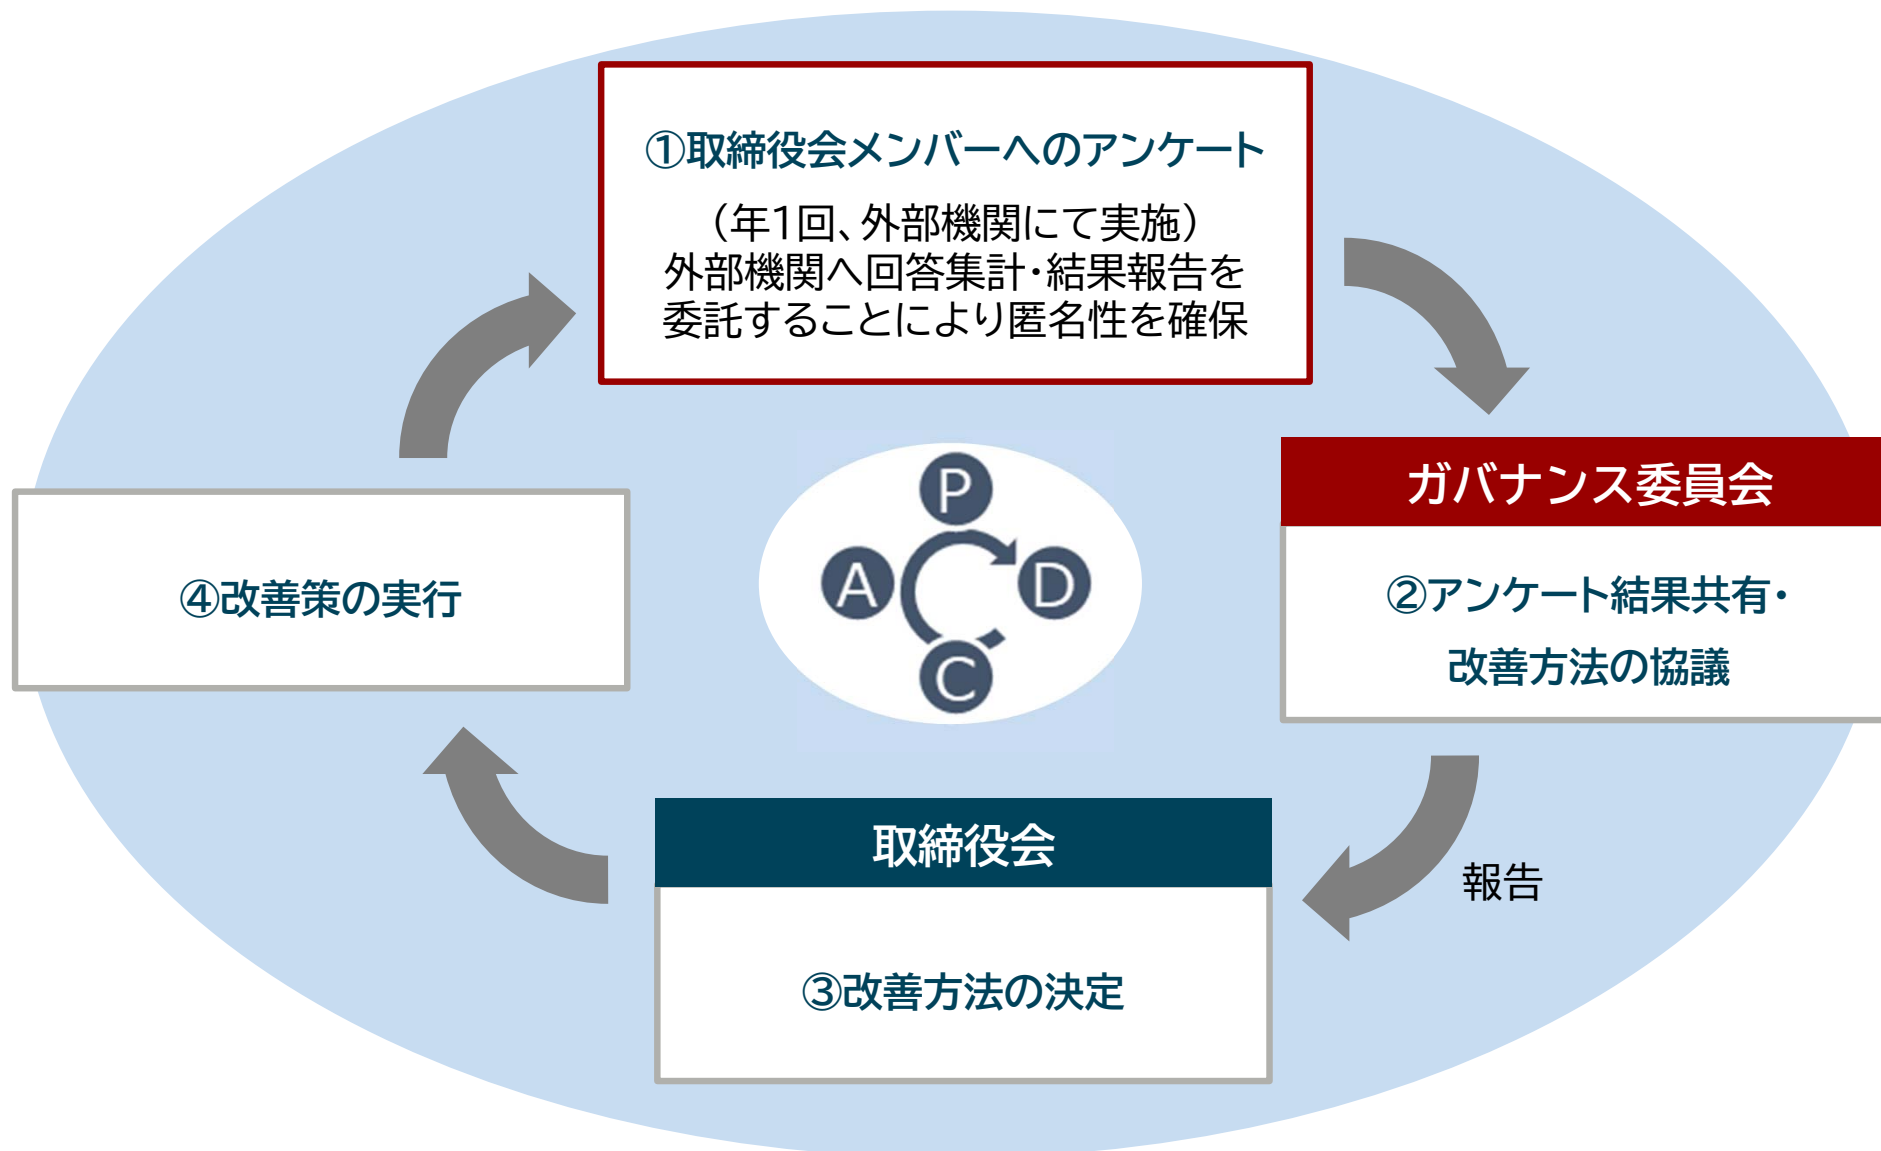 ①取締役会メンバーへのアンケート
（年1回、外部機関にて実施）
外部機関へ回答集計・結果報告を
委託することにより匿名性を確保
ガバナンス委員会
②アンケート結果共有・
改善方法の協議
報告
取締役会
③改善方法の決定
④改善策の実行
P
D
C
A